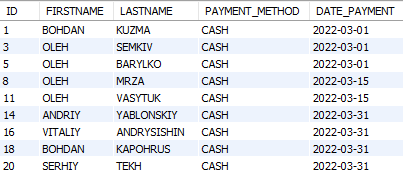 ID FIRSTNAME LASTNAME PAYMENT_METHOD DATE_PAYMENT
1 BOHDAN KUZMA CASH 2022-03-01
3 OLEH SEMKIV CASH 2022-03-01
5 OLEH BARYLKO CASH 2022-03-01
8 OLEH MRZA CASH 2022-03-15
11 OLEH VASYTUK CASH 2022-03-15
14 ANDRIY YABLONSKIY CASH 2022-03-31
16 VITALIY ANDRYSISHIN CASH 2022-03-31
18 BOHDAN KAPOHRUS CASH 2022-03-31
20 SERHIY TEKH CASH 2022-03-31